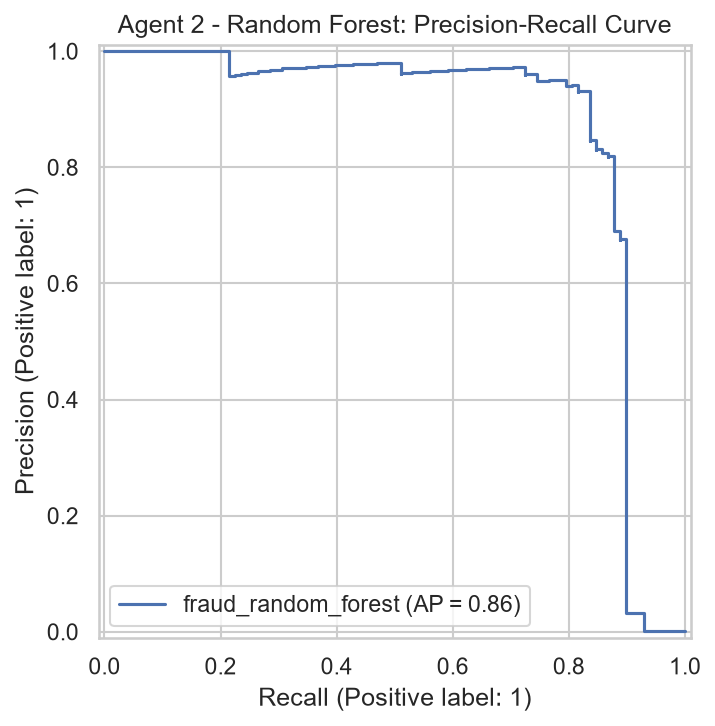 Agent 2 - Random Forest: Precision-Recall Curve
1.0
0.8
0.6
0.4
0.2
0.0
Precision (Positive label: 1)
fraud_random_forest (AP = 0.86)
0.0 0.2 0.4 0.6 0.8 1.0
Recall (Positive label: 1)